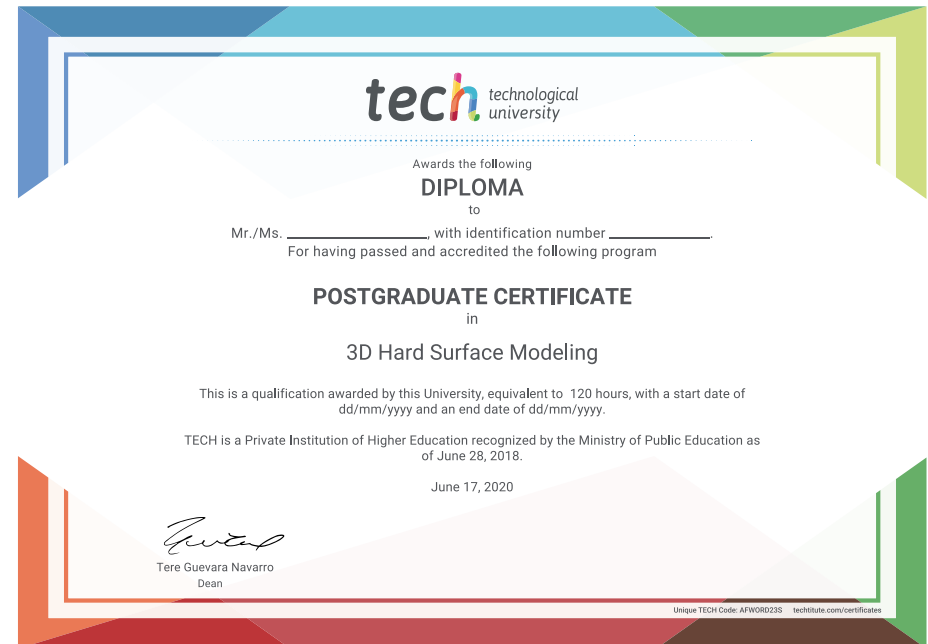 tech technological
university
Awards the following
DIPLOMA
to
Mr./Ms. ____________, with identification number ____________.
For having passed and accredited the following program
POSTGRADUATE CERTIFICATE
in
3D Hard Surface Modeling
This is a qualification awarded by this University, equivalent to 120 hours, with a start date of
dd/mm/yyyy and an end date of dd/mm/yyyy.
TECH is a Private Institution of Higher Education recognized by the Ministry of Public Education as
of June 28, 2018.
June 17, 2020
Tere Guevara Navarro
Dean
Unique TECH Code: AFWORD23S techtitute.com/certificates